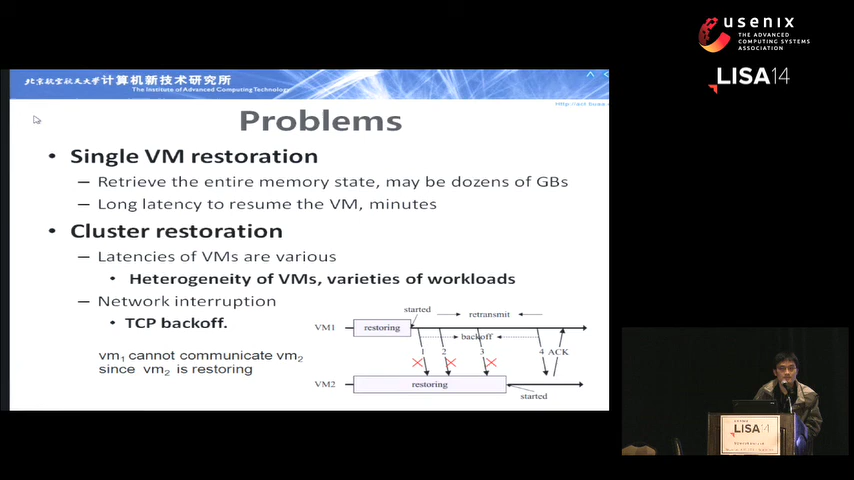 usenix
THE ADVANCED
COMPUTING SYSTEMS
ASSOCIATION
LISA14
北京航空航天大学计算机新技术研究所
The Institute of Advanced Computing Technology
Problems
• Single VM restoration
– Retrieve the entire memory state, may be dozens of GBs
– Long latency to resume the VM, minutes
• Cluster restoration
– Latencies of VMs are various
• Heterogeneity of VMs, varieties of workloads
– Network interruption
• TCP backoff.
vm1 cannot communicate vm2
since vm2 is restoring
started
retransmit
VM1
restoring
backoff
1 2 3 4 ACK
VM2
restoring
started
LISA14